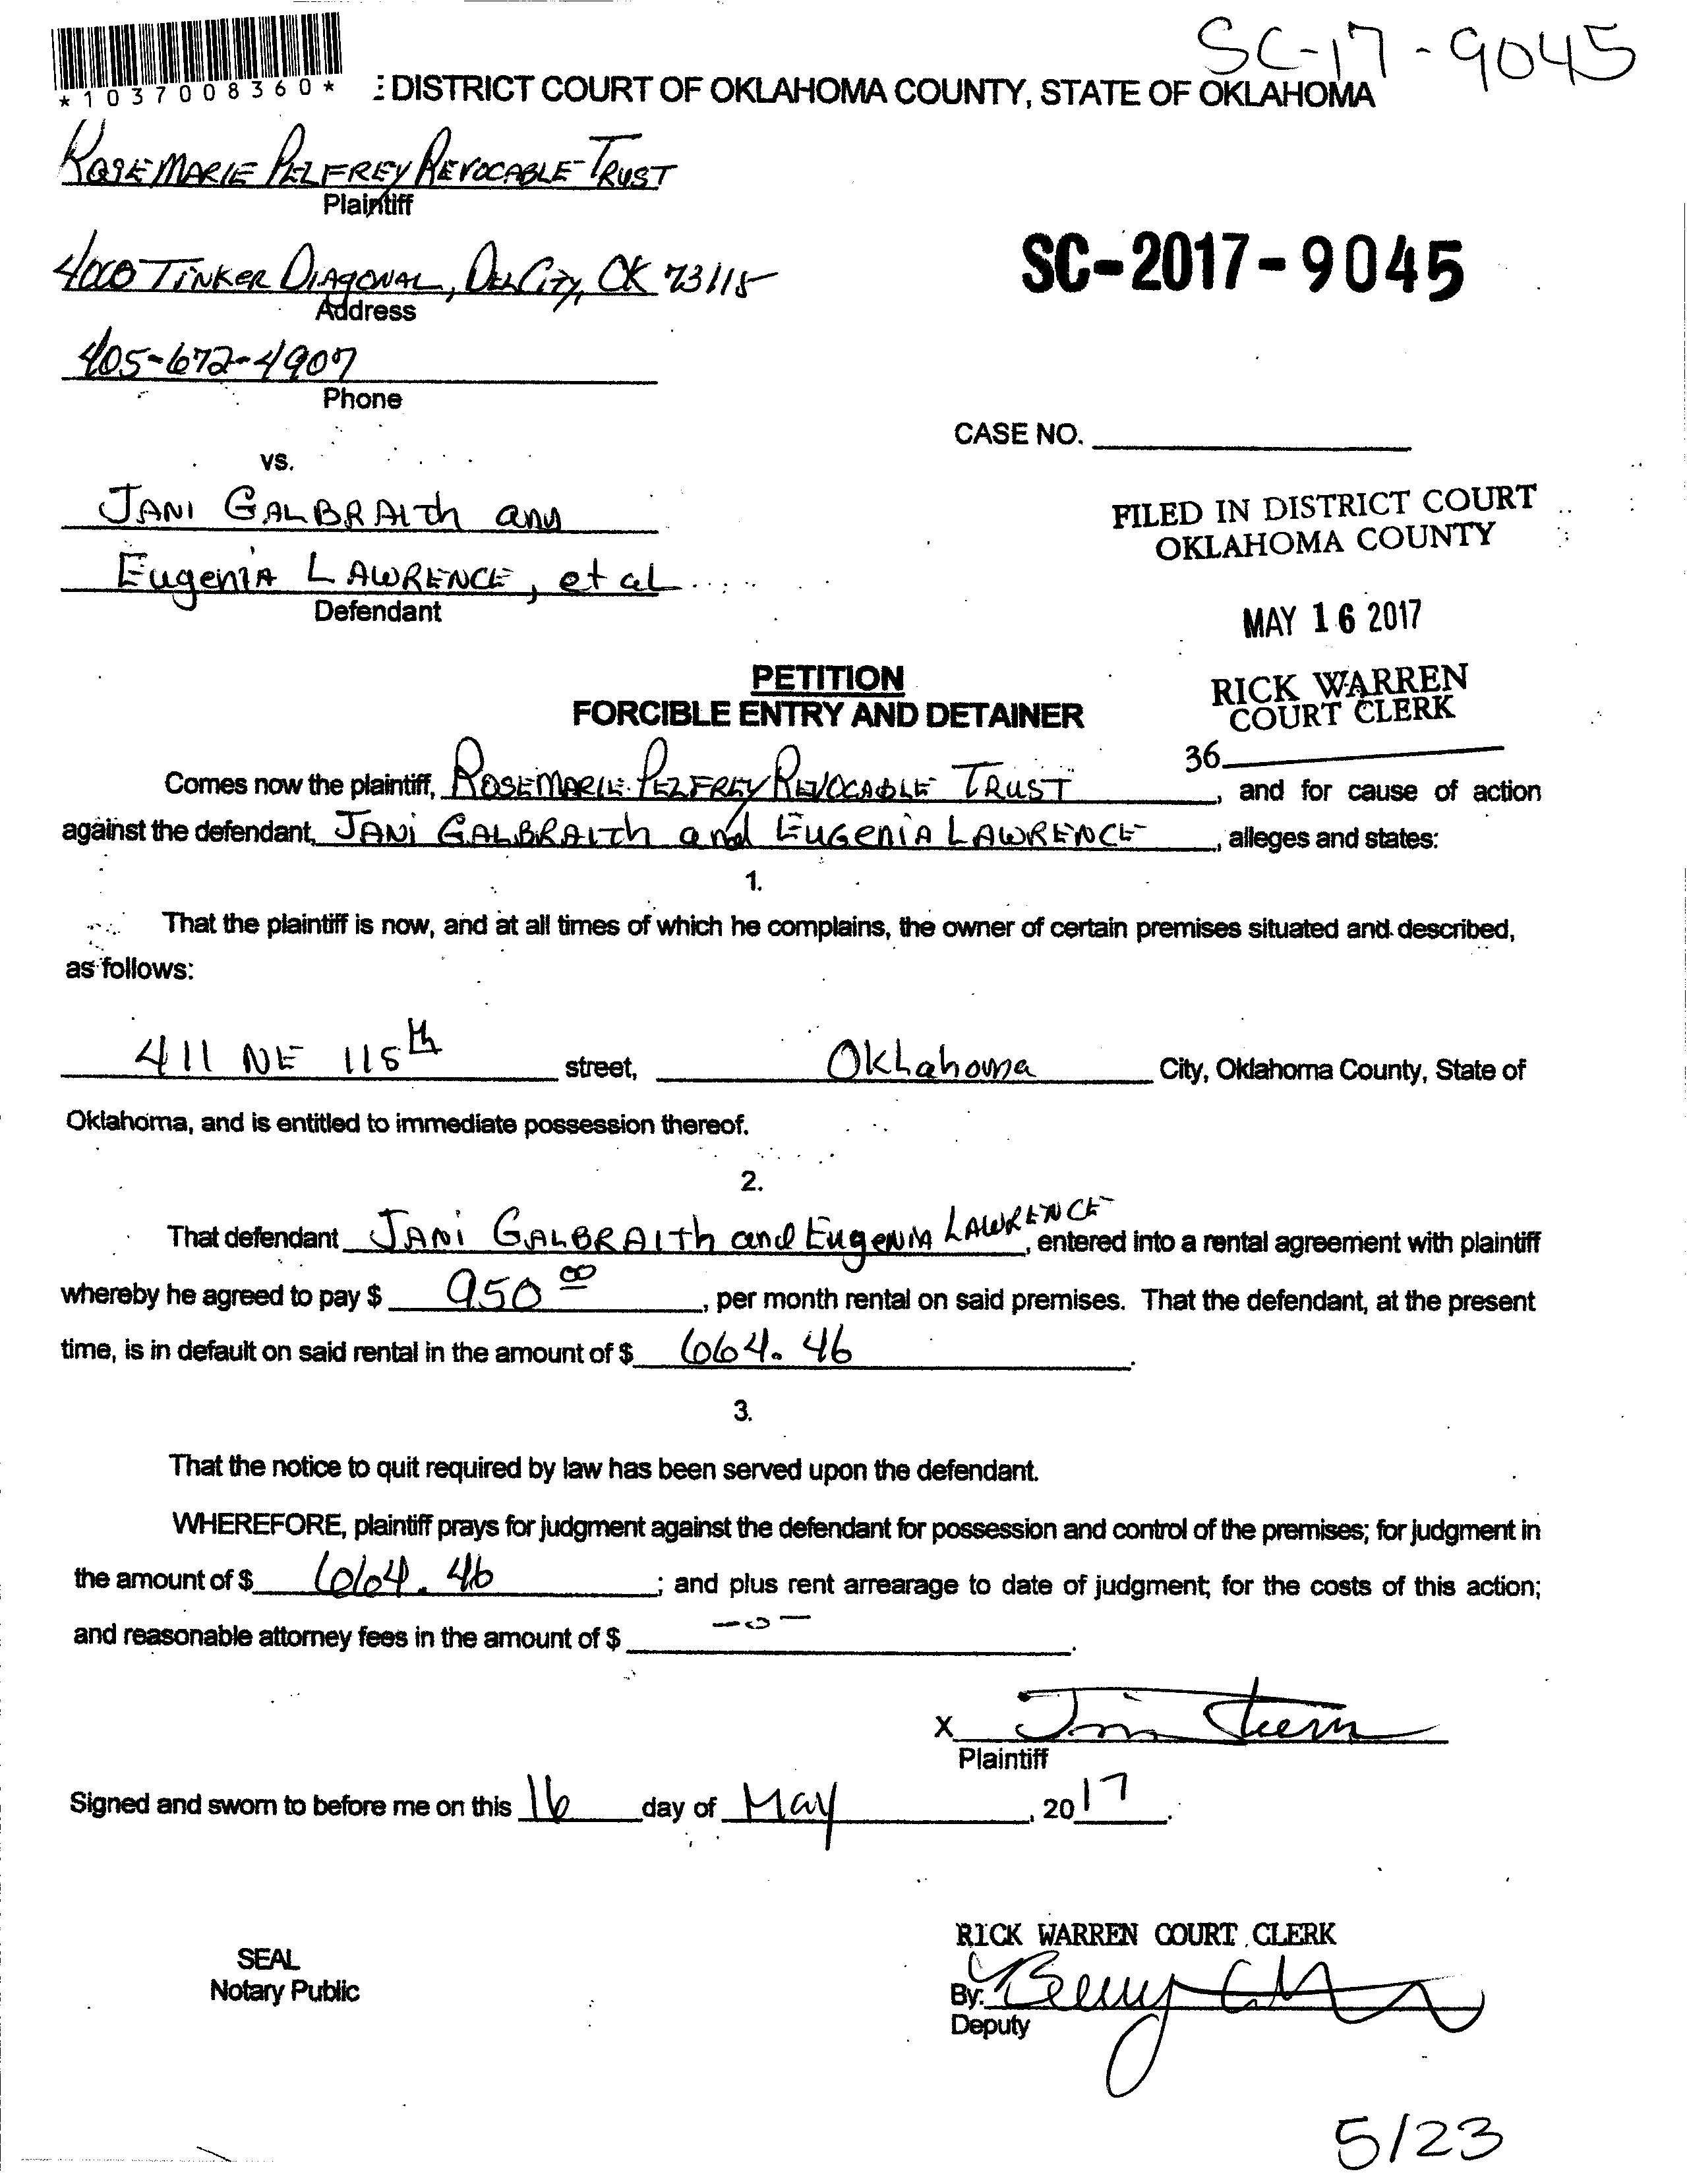 SC-17-9045
*1037008360*
: DISTRICT COURT OF OKLAHOMA COUNTY, STATE OF OKLAHOMA
ROSEMARIE PELFREY REVOCABLE TRUST
Plaintiff
4000 TINKER DIAGONAL, DEL CITY, OK 73115
Address
SC-2017-9045
405-672-4907
Phone
CASE NO.
vs.
JANI GALBRAITH and
Eugenia LAWRENCE, et al
Defendant
FILED IN DISTRICT COURT
OKLAHOMA COUNTY
MAY 16 2017
RICK WARREN
COURT CLERK
36
PETITION
FORCIBLE ENTRY AND DETAINER
Comes now the plaintiff, ROSEMARIE PELFREY REVOCABLE TRUST, and for cause of action
against the defendant, JANI GALBRAITH and EUGENIA LAWRENCE, alleges and states:
1.
That the plaintiff is now, and at all times of which he complains, the owner of certain premises situated and described,
as follows:
411 NE 115th street, Oklahoma City, Oklahoma County, State of
Oklahoma, and is entitled to immediate possession thereof.
2.
That defendant JANI GALBRAITH and Eugenia LAWRENCE, entered into a rental agreement with plaintiff
whereby he agreed to pay $ 950 00, per month rental on said premises. That the defendant, at the present
time, is in default on said rental in the amount of $ 664.46.
3.
That the notice to quit required by law has been served upon the defendant.
WHEREFORE, plaintiff prays for judgment against the defendant for possession and control of the premises; for judgment in
the amount of $ 664.46; and plus rent arrearage to date of judgment; for the costs of this action;
and reasonable attorney fees in the amount of $ -0-.
X
Plaintiff
Signed and sworn to before me on this 16 day of May, 2017.
RICK WARREN COURT CLERK
SEAL
Notary Public
By:
Deputy
5/23